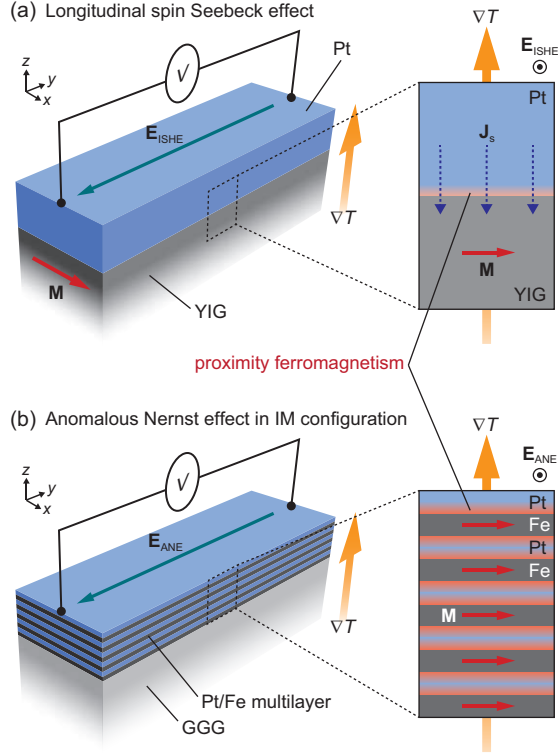 (a) Longitudinal spin Seebeck effect
∇T
E_ISHE
z
y
x
V
Pt
Pt
E_ISHE
J_s
∇T
M
M
YIG
YIG
proximity ferromagnetism
(b) Anomalous Nernst effect in IM configuration
∇T
E_ANE
z
y
x
V
Pt
Fe
E_ANE
Pt
Fe
∇T
M
Pt/Fe multilayer
GGG